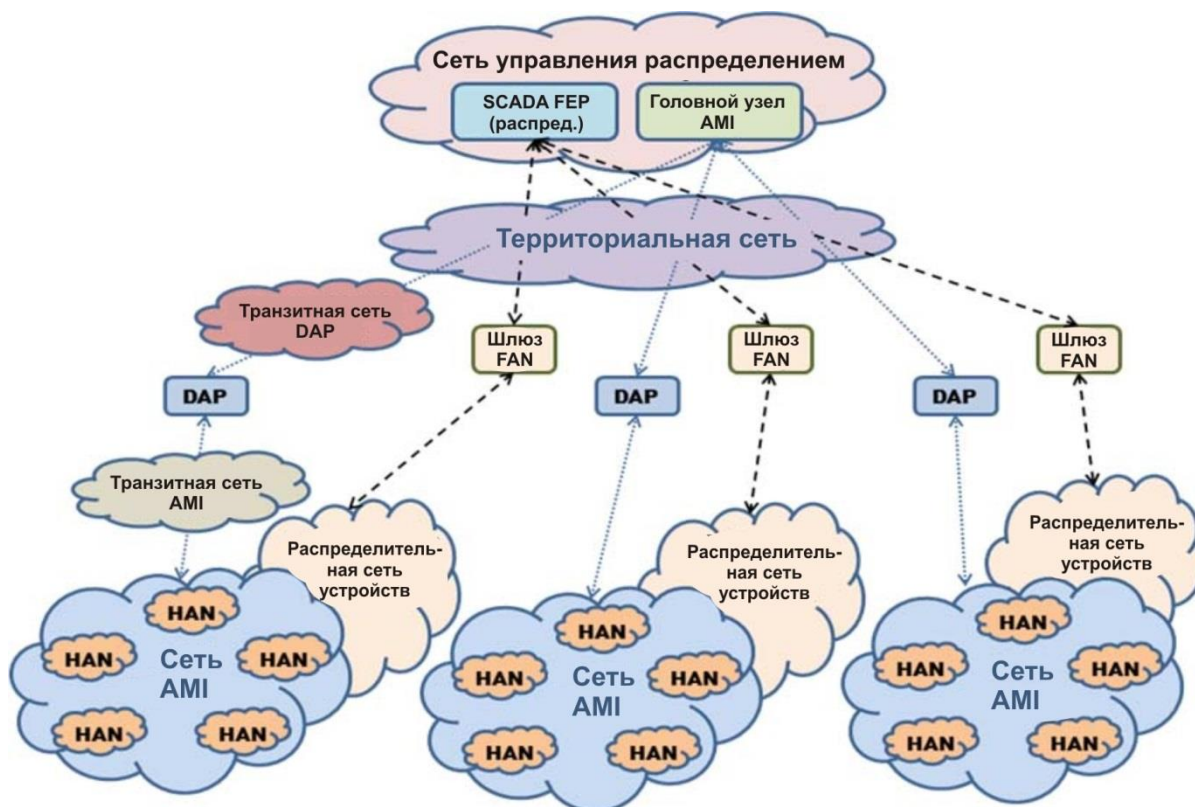 Сеть управления распределением
SCADA FEP
(распред.)
Головной узел
AMI
Территориальная сеть
Транзитная сеть
DAP
Шлюз
FAN
Шлюз
FAN
Шлюз
FAN
DAP
DAP
DAP
Транзитная сеть
AMI
Распределитель-
ная сеть
устройств
Распределитель-
ная сеть
устройств
Распределитель-
ная сеть
устройств
HAN
HAN
HAN
Сеть
AMI
HAN
HAN
HAN
HAN
HAN
Сеть
AMI
HAN
HAN
HAN
HAN
HAN
Сеть
AMI
HAN
HAN